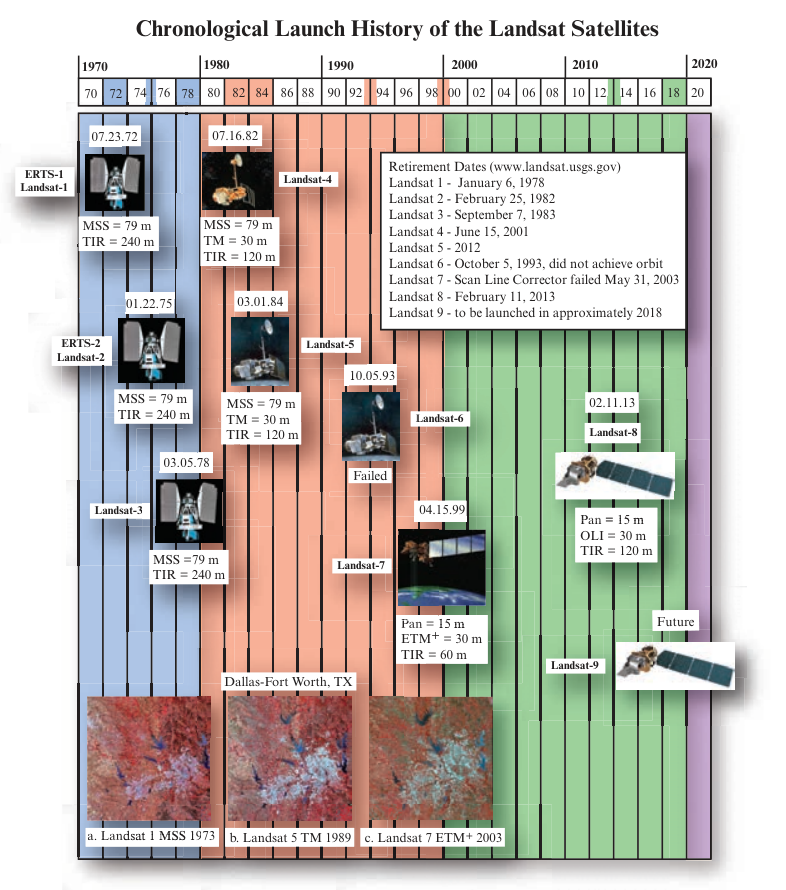 Chronological Launch History of the Landsat Satellites
1970
1980
1990
2000
2010
2020
70 72 74 76 78 80 82 84 86 88 90 92 94 96 98 00 02 04 06 08 10 12 14 16 18 20
07.23.72
ERTS-1
Landsat-1
MSS = 79 m
TIR = 240 m
07.16.82
Landsat-4
MSS = 79 m
TM = 30 m
TIR = 120 m
Retirement Dates (www.landsat.usgs.gov)
Landsat 1 - January 6, 1978
Landsat 2 - February 25, 1982
Landsat 3 - September 7, 1983
Landsat 4 - June 15, 2001
Landsat 5 - 2012
Landsat 6 - October 5, 1993, did not achieve orbit
Landsat 7 - Scan Line Corrector failed May 31, 2003
Landsat 8 - February 11, 2013
Landsat 9 - to be launched in approximately 2018
01.22.75
ERTS-2
Landsat-2
MSS = 79 m
TIR = 240 m
03.01.84
Landsat-5
MSS = 79 m
TM = 30 m
TIR = 120 m
10.05.93
Landsat-6
Failed
02.11.13
Landsat-8
Pan = 15 m
OLI = 30 m
TIR = 120 m
03.05.78
Landsat-3
MSS =79 m
TIR = 240 m
04.15.99
Landsat-7
Pan = 15 m
ETM+ = 30 m
TIR = 60 m
Future
Landsat-9
Dallas-Fort Worth, TX
a. Landsat 1 MSS 1973
b. Landsat 5 TM 1989
c. Landsat 7 ETM+ 2003